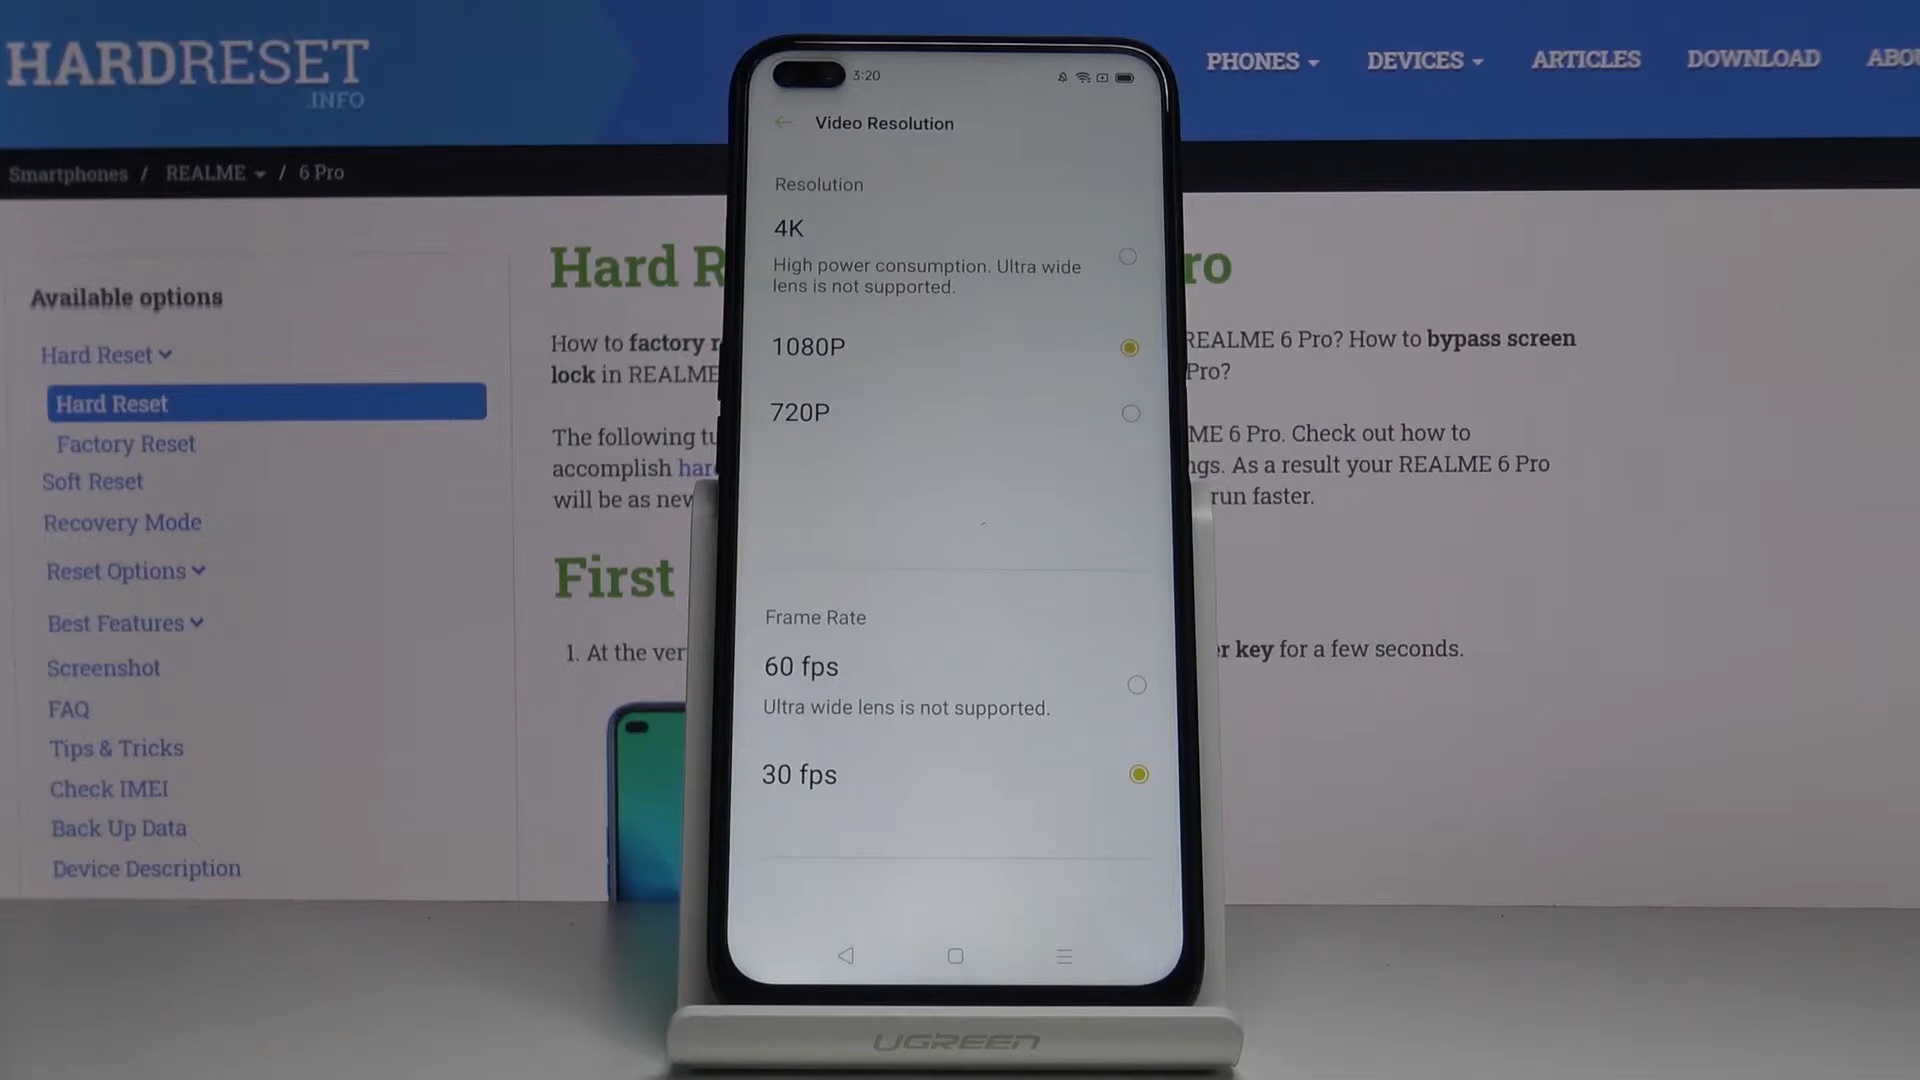 HARDRESET
.INFO
PHONES
DEVICES
ARTICLES
DOWNLOAD
ABOU
Smartphones / REALME / 6 Pro
Available options
Hard Reset
Hard Reset
Factory Reset
Soft Reset
Recovery Mode
Reset Options
Best Features
Screenshot
FAQ
Tips & Tricks
Check IMEI
Back Up Data
Device Description
Hard R
ro
How to factory r
REALME 6 Pro? How to bypass screen
lock in REALME
Pro?
The following tu
ME 6 Pro. Check out how to
accomplish har
ngs. As a result your REALME 6 Pro
will be as new
run faster.
First
1. At the ver
r key for a few seconds.
3:20
Video Resolution
Resolution
4K
High power consumption. Ultra wide
lens is not supported.
1080P
720P
Frame Rate
60 fps
Ultra wide lens is not supported.
30 fps
UGREEN